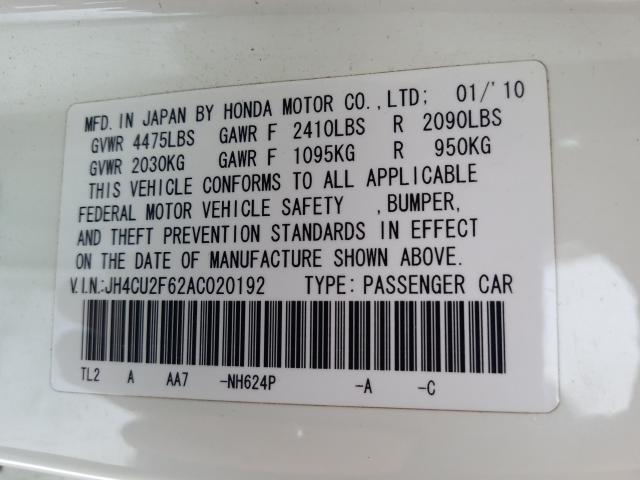 MFD. IN JAPAN BY HONDA MOTOR CO., LTD; 01/'10
GVWR 4475LBS GAWR F 2410LBS R 2090LBS
GVWR 2030KG GAWR F 1095KG R 950KG
THIS VEHICLE CONFORMS TO ALL APPLICABLE
FEDERAL MOTOR VEHICLE SAFETY , BUMPER,
AND THEFT PREVENTION STANDARDS IN EFFECT
ON THE DATE OF MANUFACTURE SHOWN ABOVE.
V.I.N.:JH4CU2F62AC020192 TYPE: PASSENGER CAR
TL2 A AA7 -NH624P -A -C